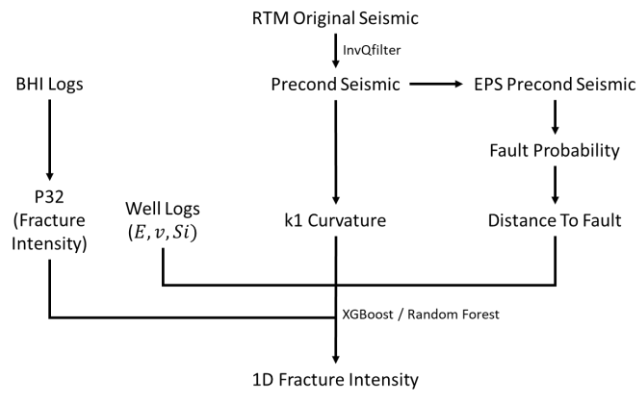 RTM Original Seismic
InvQfilter
BHI Logs
Precond Seismic
EPS Precond Seismic
Fault Probability
P32
(Fracture
Intensity)
Well Logs
(E, v, Si)
k1 Curvature
Distance To Fault
XGBoost / Random Forest
1D Fracture Intensity